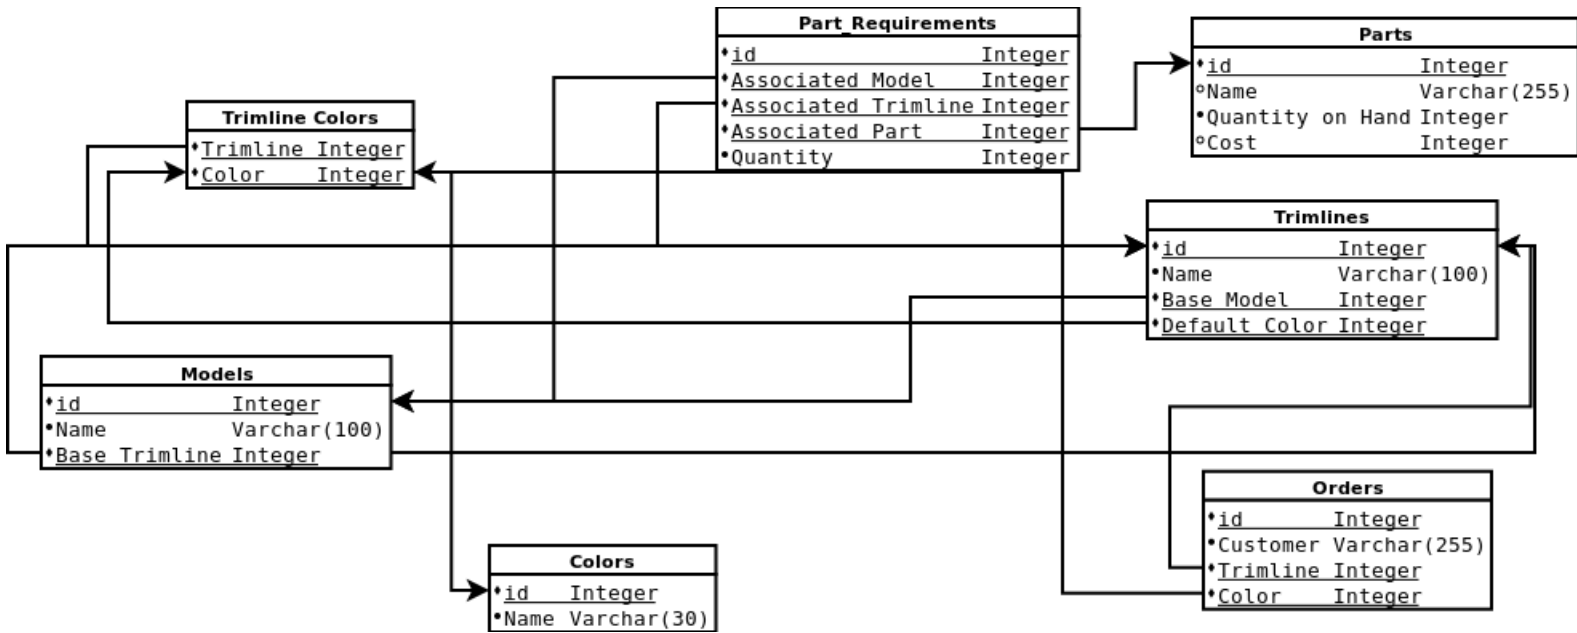 Part_Requirements
id Integer
Associated Model Integer
Associated Trimline Integer
Associated Part Integer
Quantity Integer
Parts
id Integer
Name Varchar(255)
Quantity on Hand Integer
Cost Integer
Trimline Colors
Trimline Integer
Color Integer
Trimlines
id Integer
Name Varchar(100)
Base Model Integer
Default Color Integer
Models
id Integer
Name Varchar(100)
Base Trimline Integer
Orders
id Integer
Customer Varchar(255)
Trimline Integer
Color Integer
Colors
id Integer
Name Varchar(30)